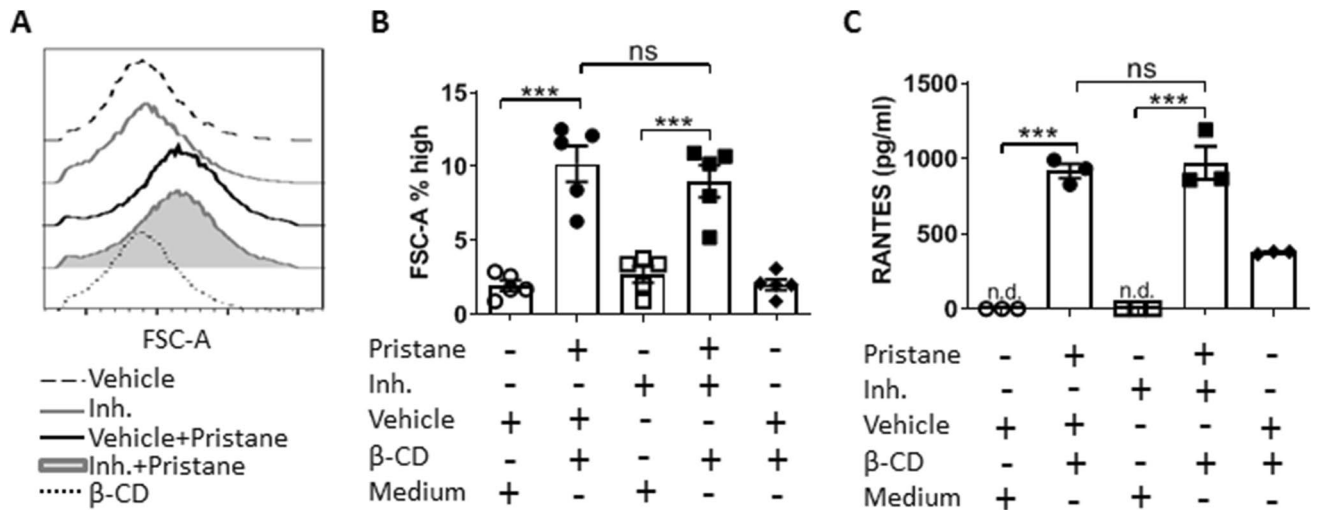 A
FSC-A
Vehicle
Inh.
Vehicle+Pristane
Inh.+Pristane
β-CD
B
ns
***
***
FSC-A % high
15
10
5
0
Pristane - + - + -
Inh. - - + + -
Vehicle + + - - +
β-CD - + - + +
Medium + - + - -
C
ns
***
***
RANTES (pg/ml)
1500
1000
500
0
n.d.
n.d.
Pristane - + - + -
Inh. - - + + -
Vehicle + + - - +
β-CD - + - + +
Medium + - + - -